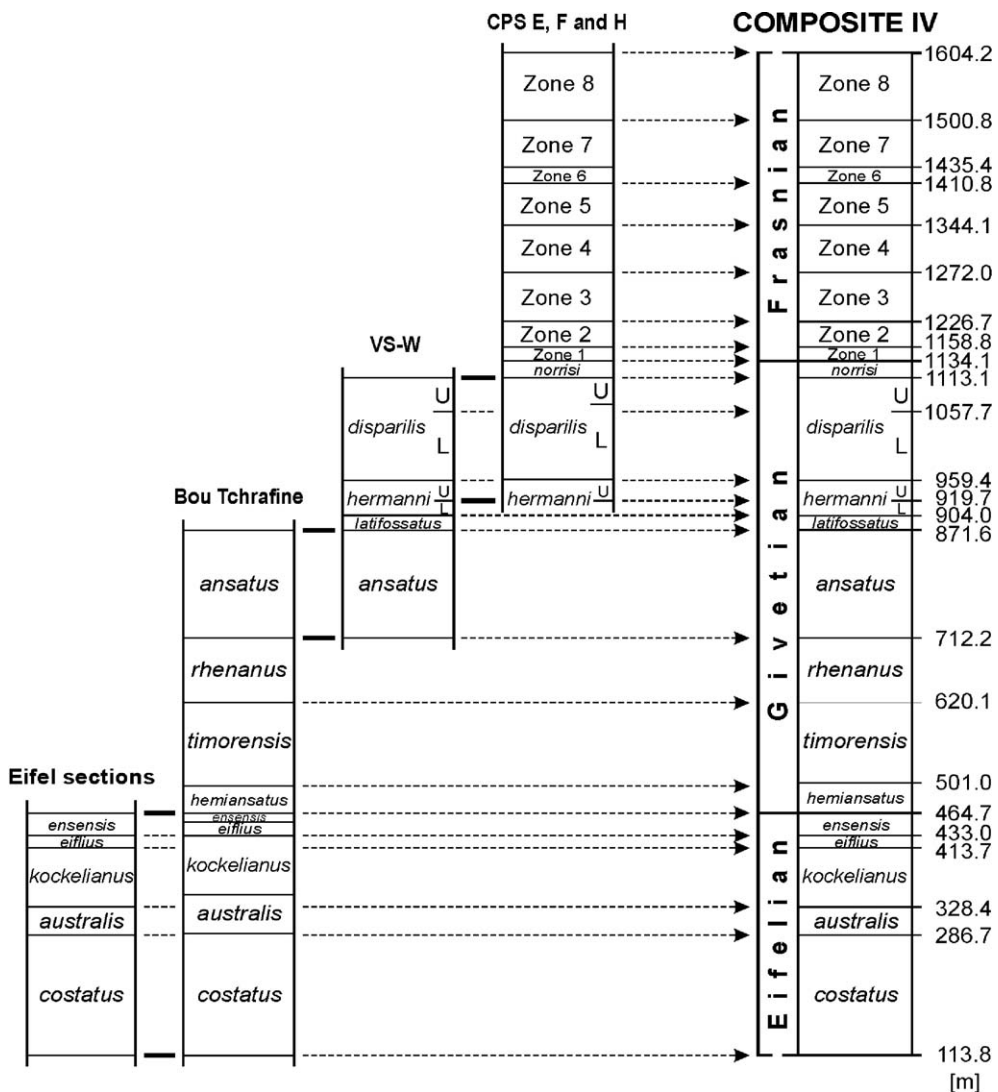 CPS E, F and H
COMPOSITE IV
1604.2
Zone 8
Zone 8
1500.8
Zone 7
Zone 7
1435.4
Zone 6
Zone 6
1410.8
Zone 5
Zone 5
1344.1
Zone 4
Zone 4
1272.0
Zone 3
Zone 3
1226.7
Zone 2
Zone 2
1158.8
Zone 1
Zone 1
1134.1
norrisi
norrisi
1113.1
Frasnian
VS-W
U
U
U
1057.7
disparilis
disparilis
disparilis
L
L
L
959.4
hermanni U
hermanni U
hermanni U
919.7
L
L
904.0
latifossatus
latifossatus
871.6
Bou Tchrafine
ansatus
ansatus
ansatus
712.2
rhenanus
rhenanus
620.1
timorensis
timorensis
501.0
hemiansatus
hemiansatus
464.7
Givetian
Eifel sections
ensensis
ensensis
ensensis
433.0
eiflius
eiflius
eiflius
413.7
kockelianus
kockelianus
kockelianus
328.4
australis
australis
australis
286.7
costatus
costatus
costatus
113.8
Eifelian
[m]